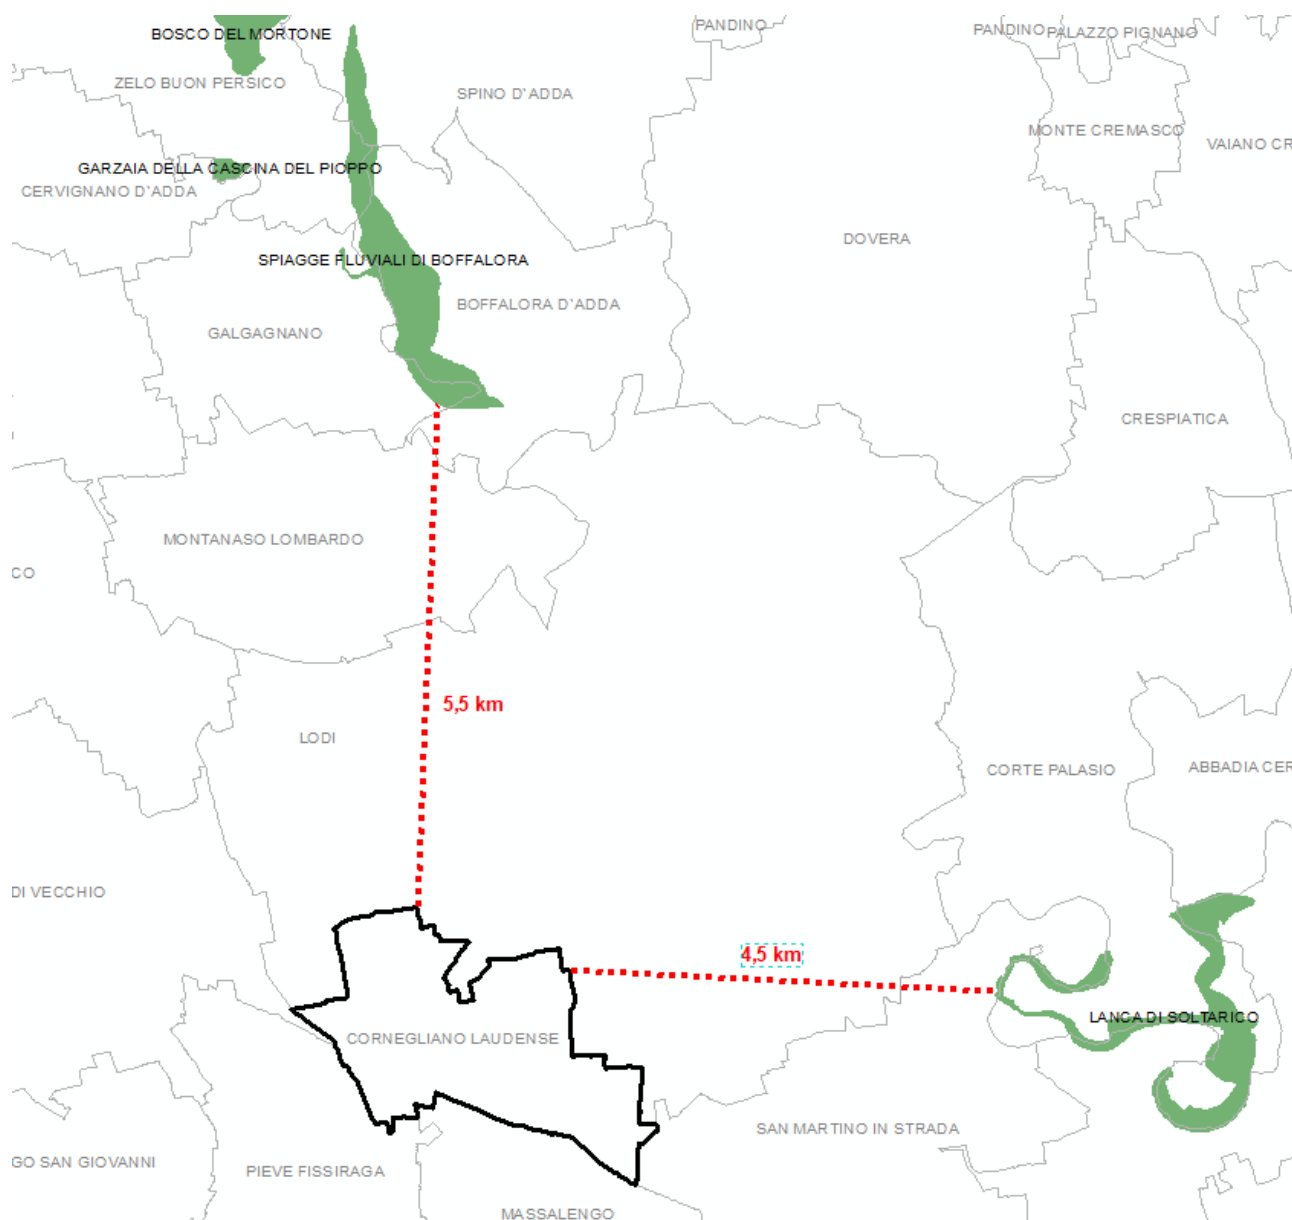 PANDINO
PANDINO
PALAZZO PIGNANO
BOSCO DEL MORTONE
ZELO BUON PERSICO
SPINO D'ADDA
MONTE CREMASCO
VAIANO CR
GARZAIA DELLA CASCINA DEL PIOPPO
CERVIGNANO D'ADDA
DOVERA
SPIAGGE FLUVIALI DI BOFFALORA
BOFFALORA D'ADDA
GALGAGNANO
CRESPIATICA
MONTANASO LOMBARDO
CO
5,5 km
LODI
CORTE PALASIO
ABBADIA CER
DI VECCHIO
4,5 km
LANCA DI SOLTARICO
CORNEGLIANO LAUDENSE
SAN MARTINO IN STRADA
GO SAN GIOVANNI
PIEVE FISSIRAGA
MASSALENGO